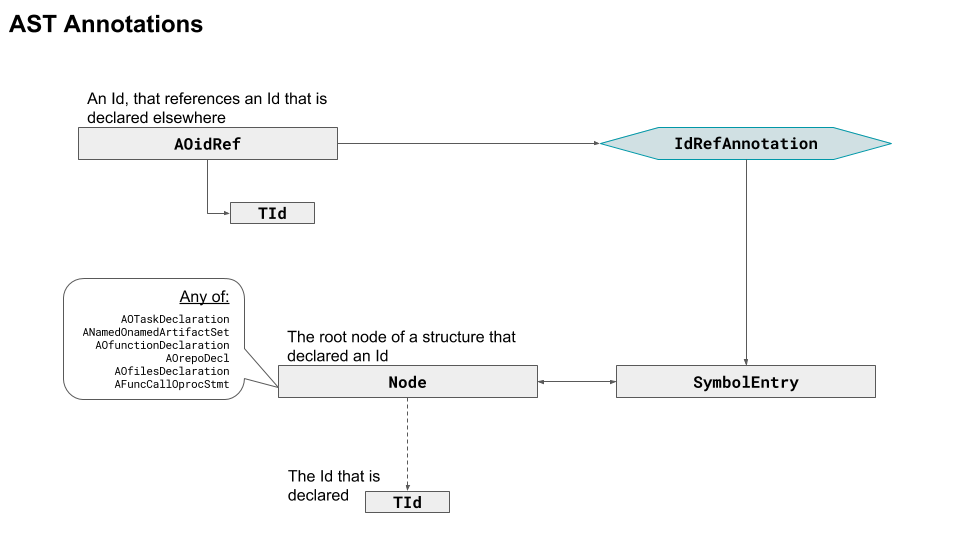 AST Annotations
An Id, that references an Id that is
declared elsewhere
AOidRef
IdRefAnnotation
TId
Any of:
AOTaskDeclaration
ANamedOnamedArtifactSet
AOfunctionDeclaration
AOrepoDecl
AOfilesDeclaration
AFuncCallOprocStmt
The root node of a structure that
declared an Id
Node
SymbolEntry
The Id that is
declared
TId